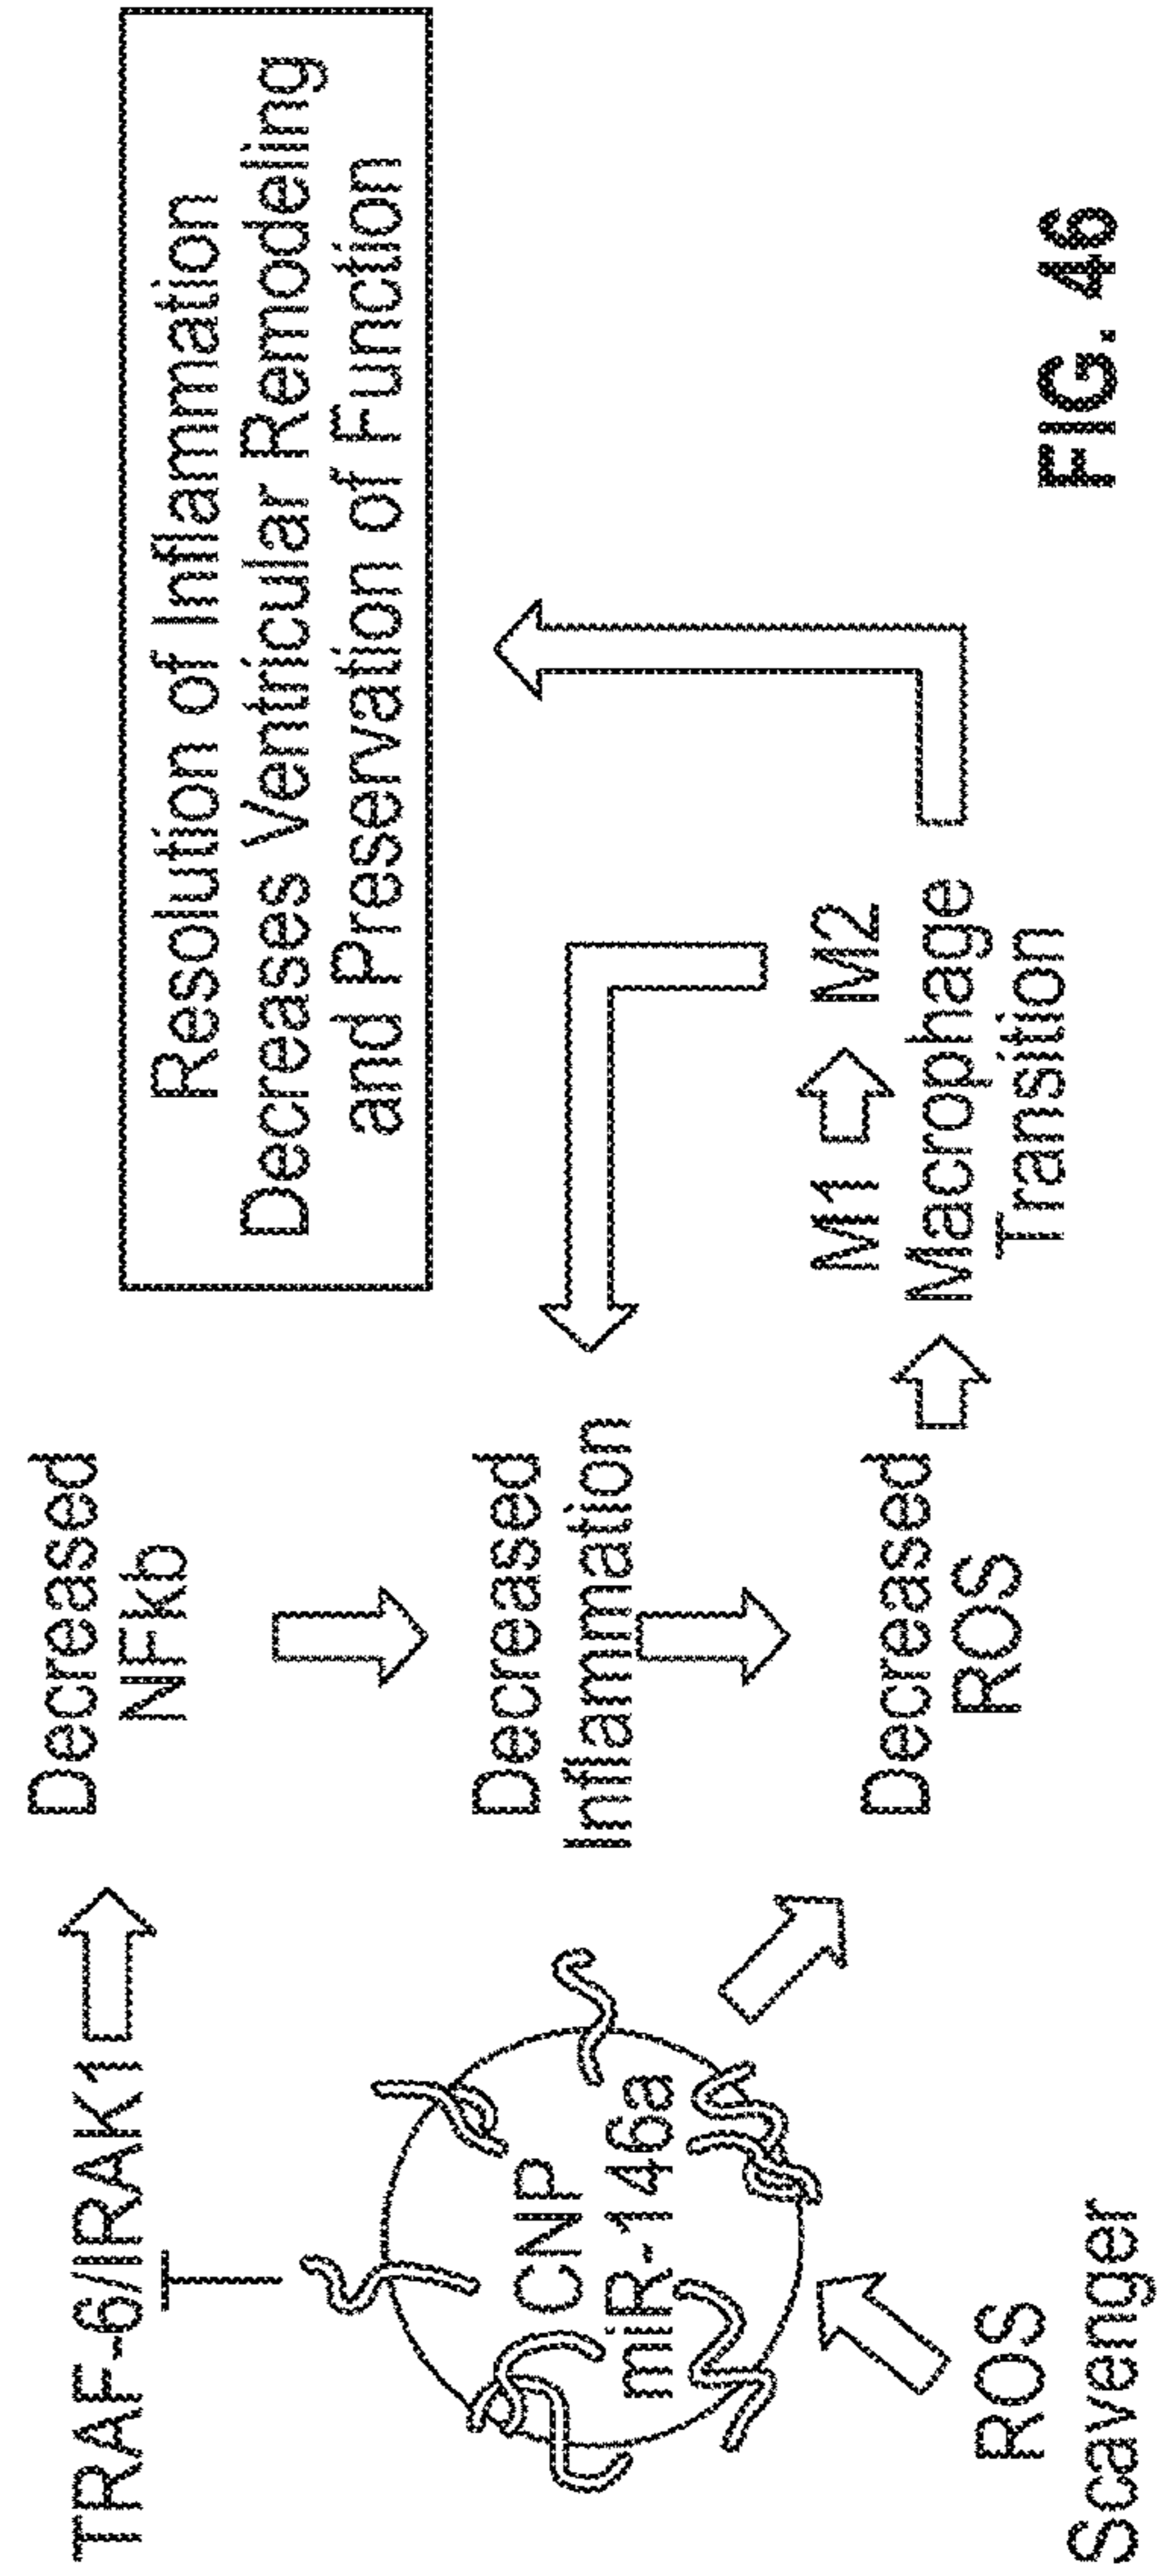 TRAF-6/IRAK1
Decreased
NFkb
Resolution of Inflammation
Decreases Ventricular Remodeling
and Preservation of Function
CNP
miR-146a
Decreased
Inflammation
ROS
Scavenger
Decreased
ROS
M1 M2
Macrophage
Transition
FIG. 46